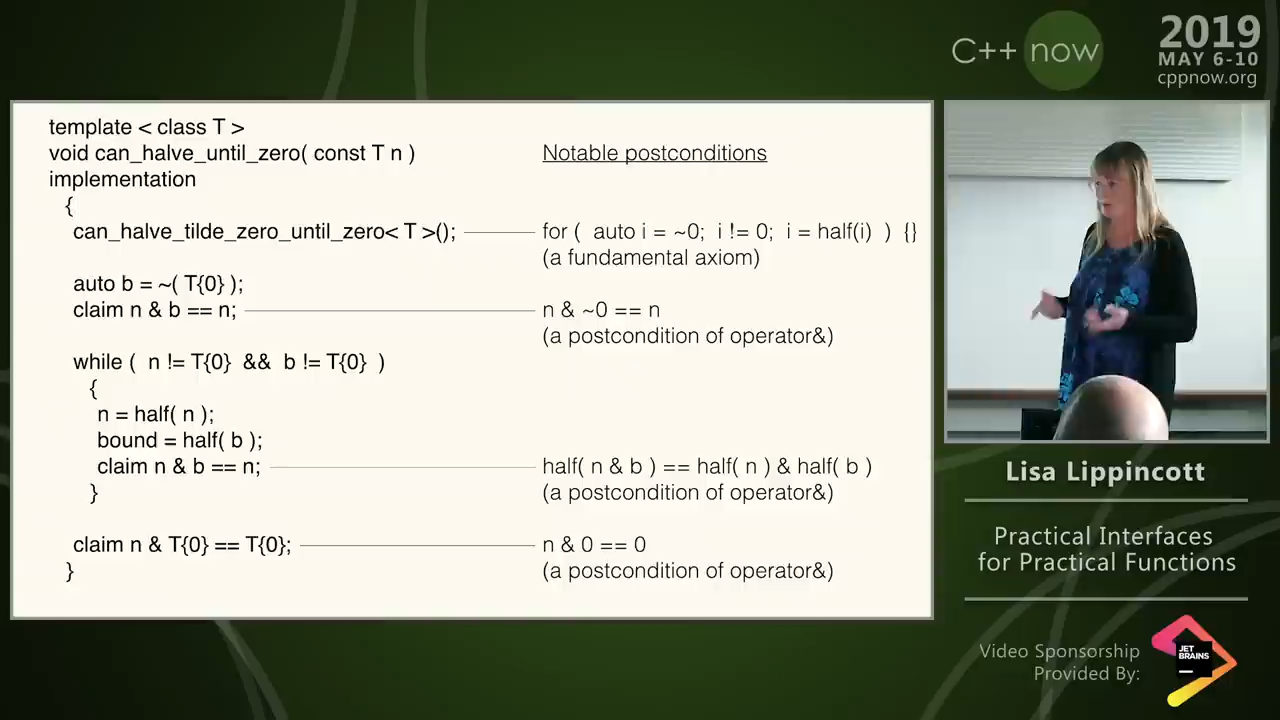 C++ now
2019
MAY 6-10
cppnow.org
template < class T >
void can_halve_until_zero( const T n )
implementation
{
can_halve_tilde_zero_until_zero< T >();
auto b = ~( T{0} );
claim n & b == n;
while ( n != T{0} && b != T{0} )
{
n = half( n );
bound = half( b );
claim n & b == n;
}
claim n & T{0} == T{0};
}
Notable postconditions
for ( auto i = ~0; i != 0; i = half(i) ) {}
(a fundamental axiom)
n & ~0 == n
(a postcondition of operator&)
half( n & b ) == half( n ) & half( b )
(a postcondition of operator&)
n & 0 == 0
(a postcondition of operator&)
Lisa Lippincott
Practical Interfaces
for Practical Functions
Video Sponsorship
Provided By:
JET
BRAINS